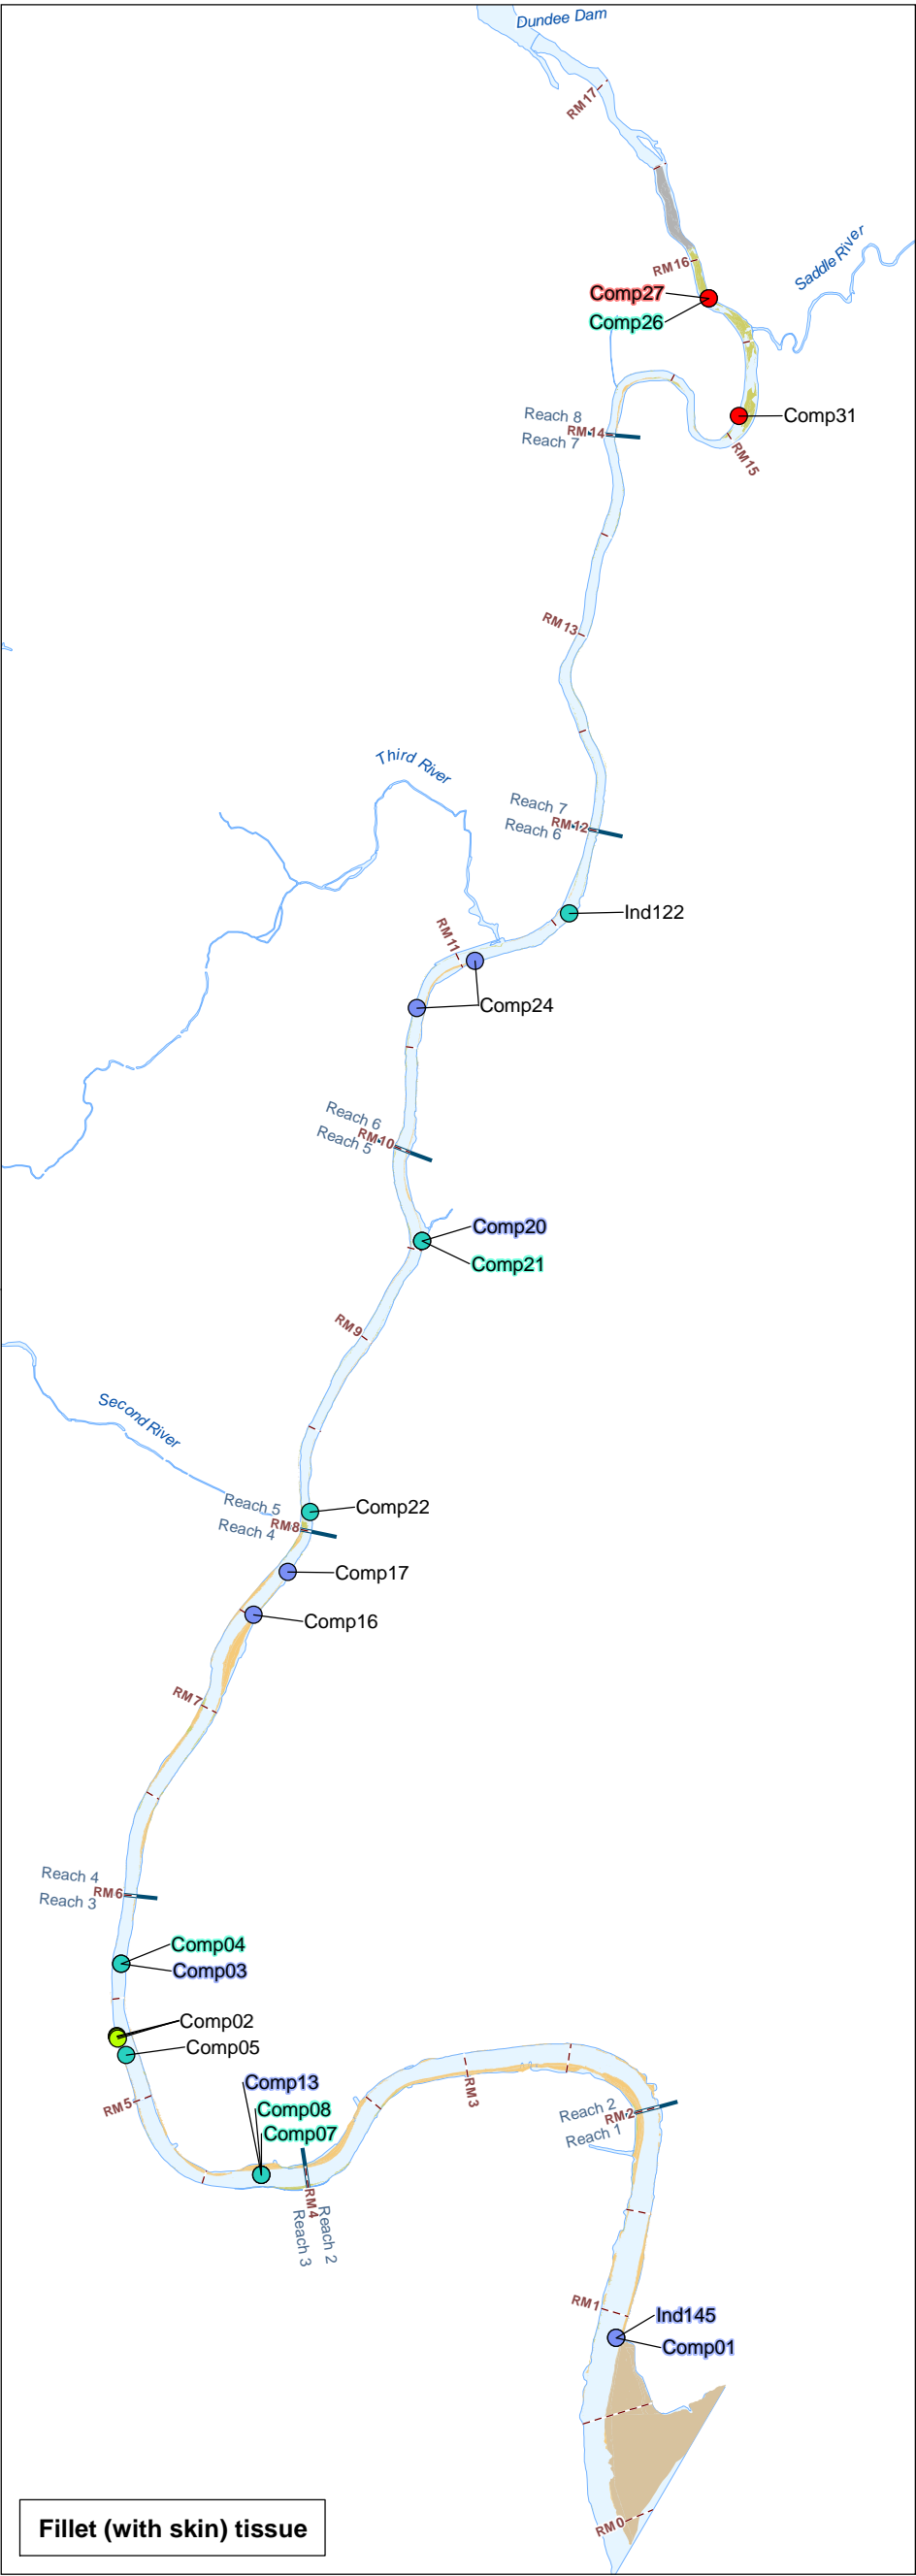 Dundee Dam
RM17
Saddle River
RM16
Comp27
Comp26
Comp31
Reach 8
RM14
Reach 7
RM15
RM13
Third River
Reach 7
RM12
Reach 6
Ind122
RM11
Comp24
Reach 6
RM10
Reach 5
Comp20
Comp21
RM9
Second River
Reach 5
RM8
Reach 4
Comp22
Comp17
Comp16
RM7
Reach 4
RM6
Reach 3
Comp04
Comp03
Comp02
Comp05
RM5
Comp13
Comp08
Comp07
RM3
Reach 2
RM2
Reach 1
RM4
Reach 2
Reach 3
RM1
Ind145
Comp01
RM0
Fillet (with skin) tissue